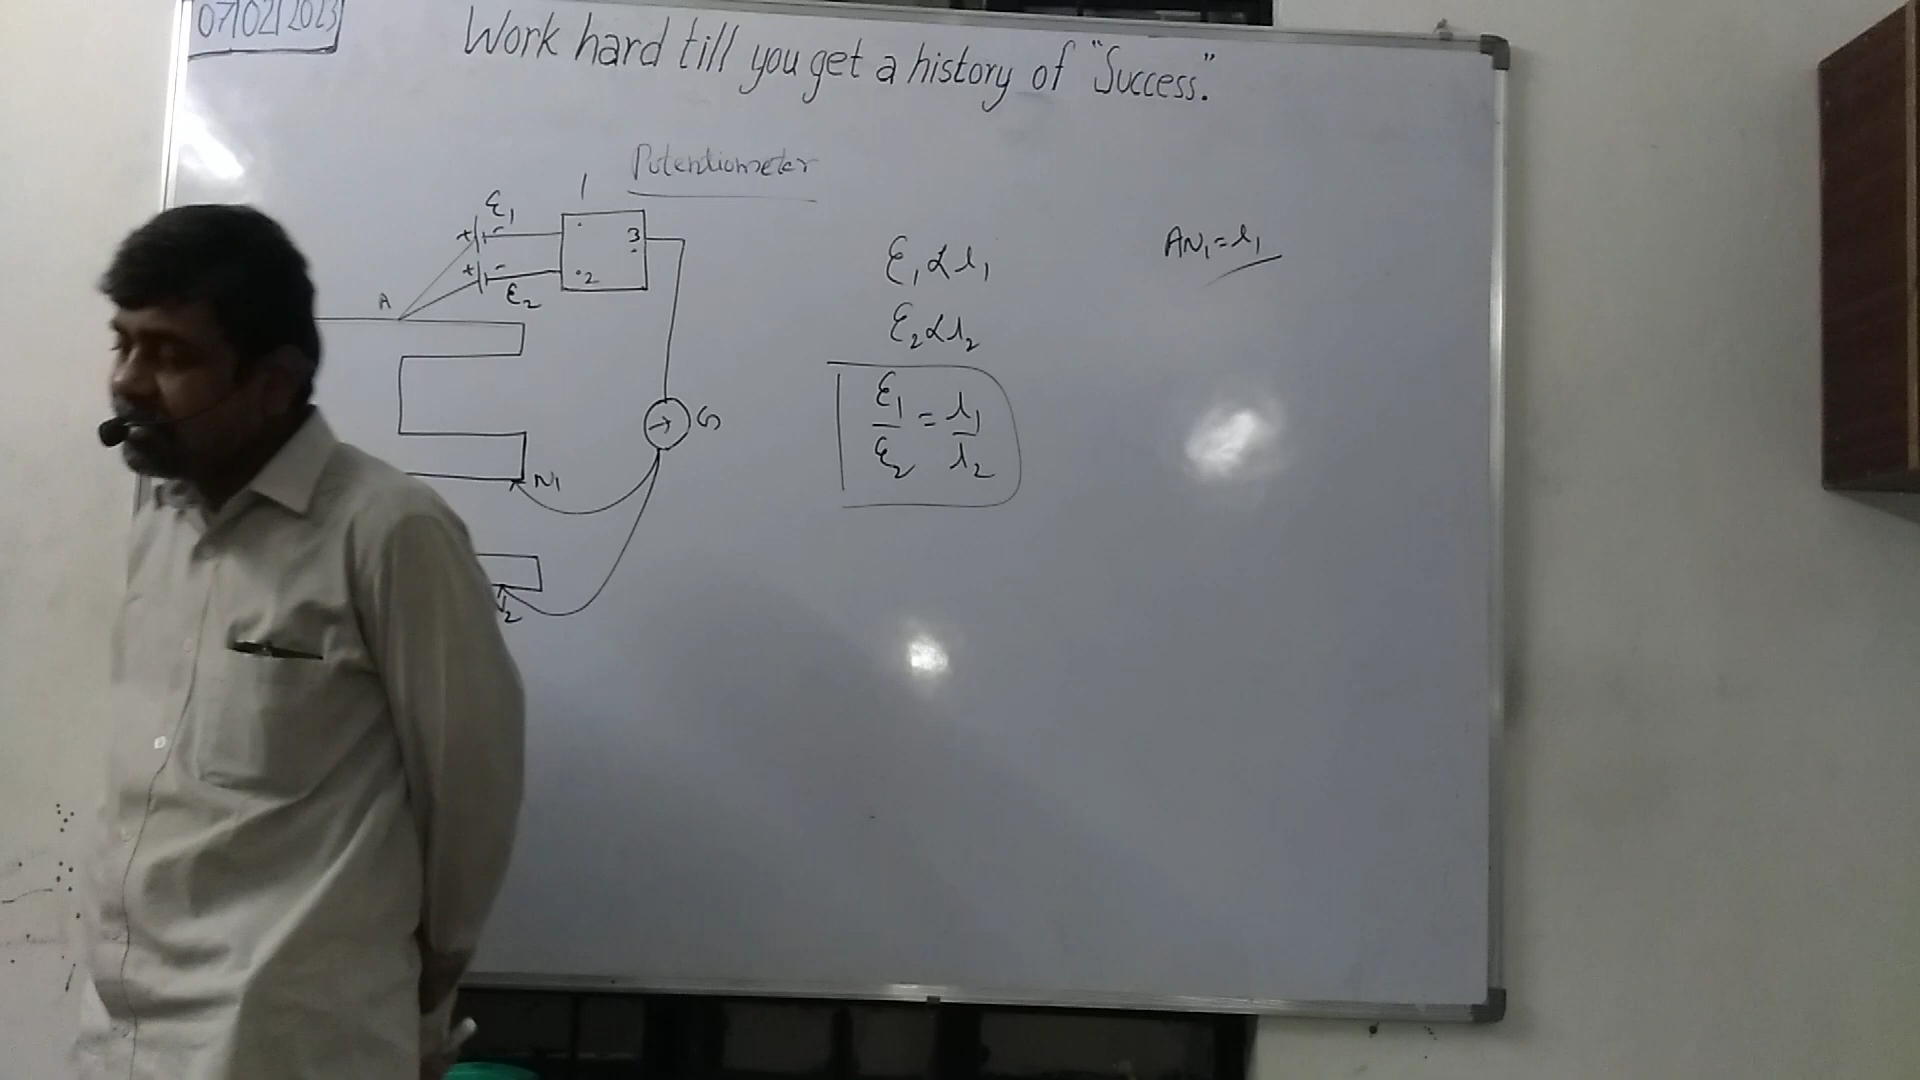 07/02/2023
Work hard till you get a history of "Success."
Potentiometer
ε₁
1
+ -
3
+ -
2
ε₂
A
G
N₁
2
ε₁ α l₁
ε₂ α l₂
ε₁/ε₂ = l₁/l₂
AN₁ = l₁